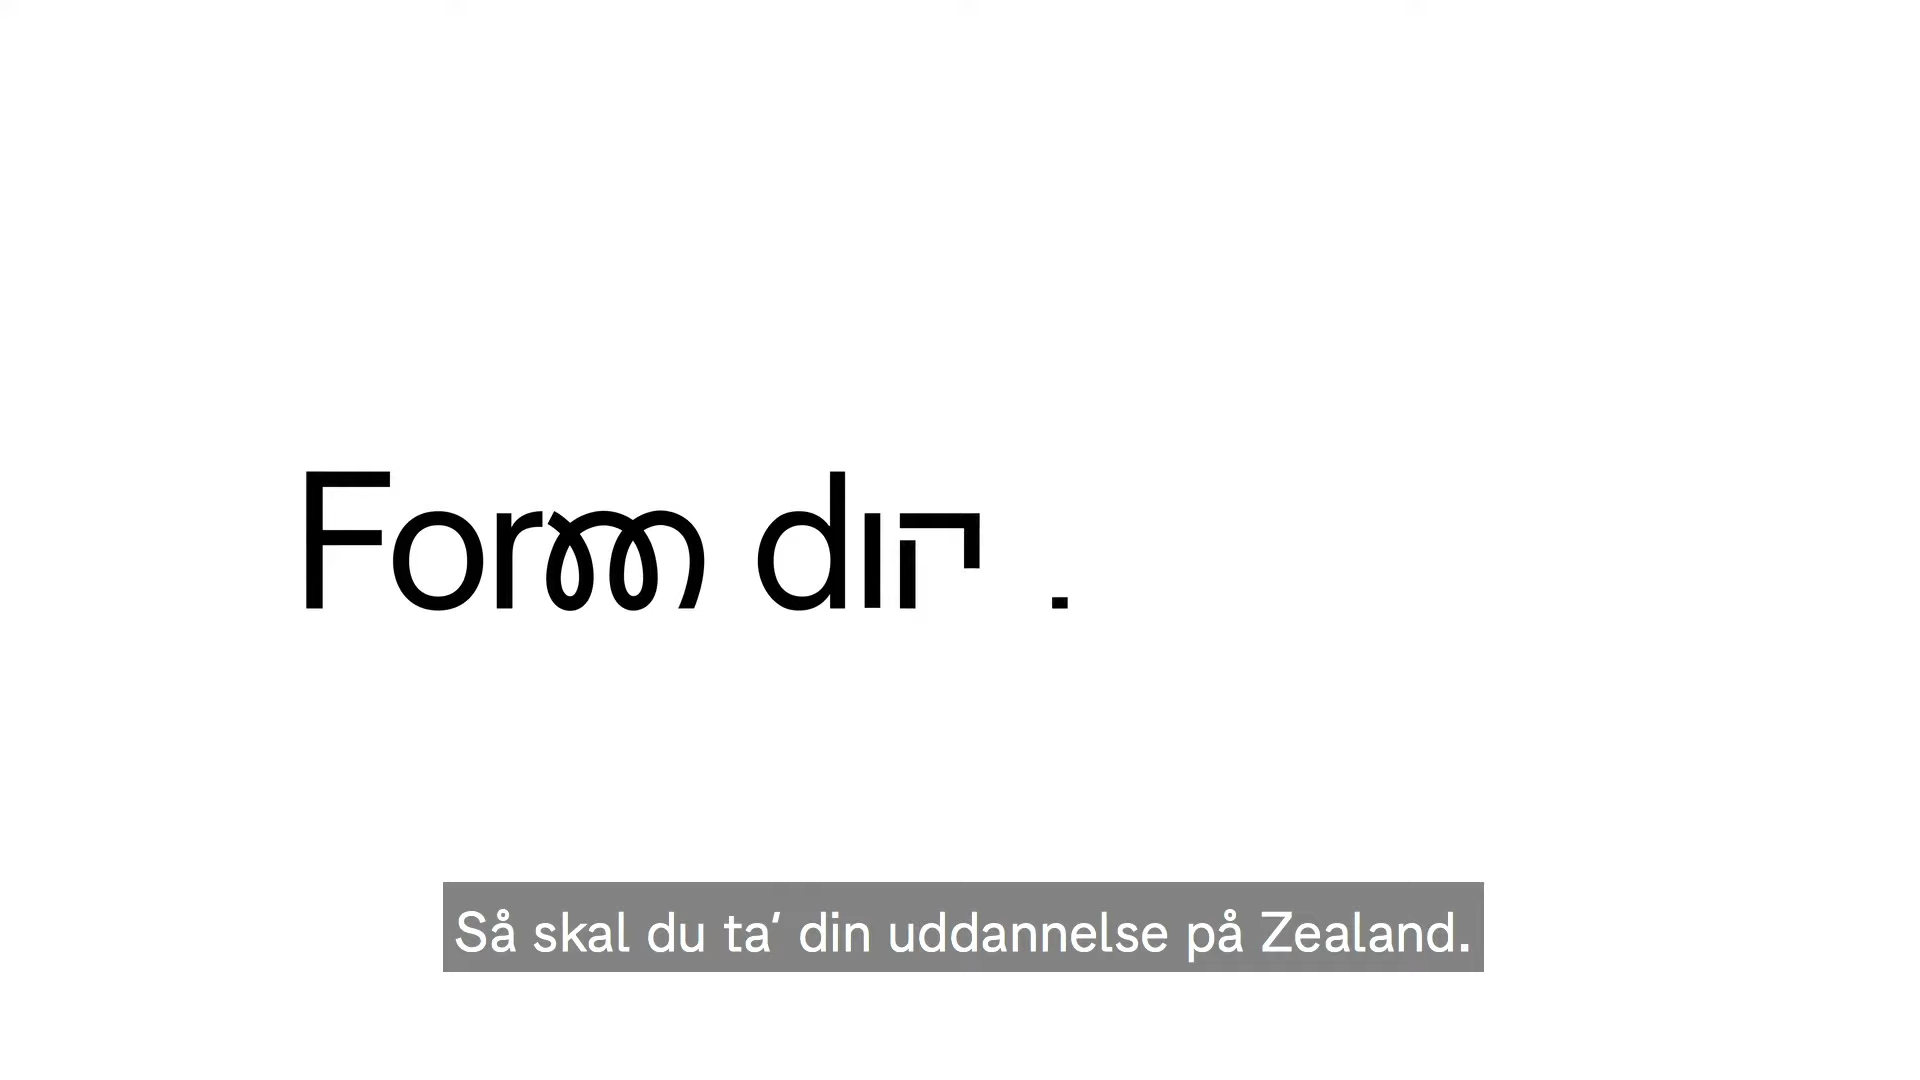 Form din .
Så skal du ta’ din uddannelse på Zealand.